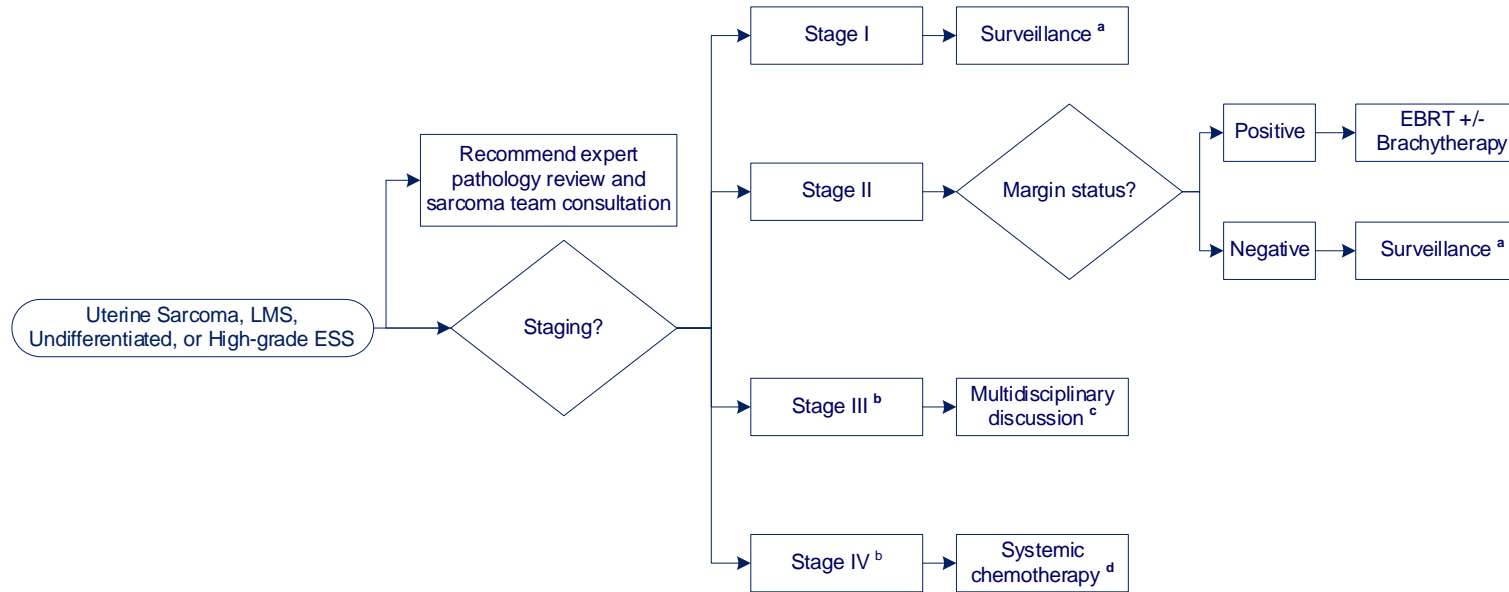 Stage I
Surveillance a
Recommend expert
pathology review and
sarcoma team consultation
Stage II
Margin status?
Positive
EBRT +/-
Brachytherapy
Negative
Surveillance a
Uterine Sarcoma, LMS,
Undifferentiated, or High-grade ESS
Staging?
Stage III b
Multidisciplinary
discussion c
Stage IV b
Systemic
chemotherapy d